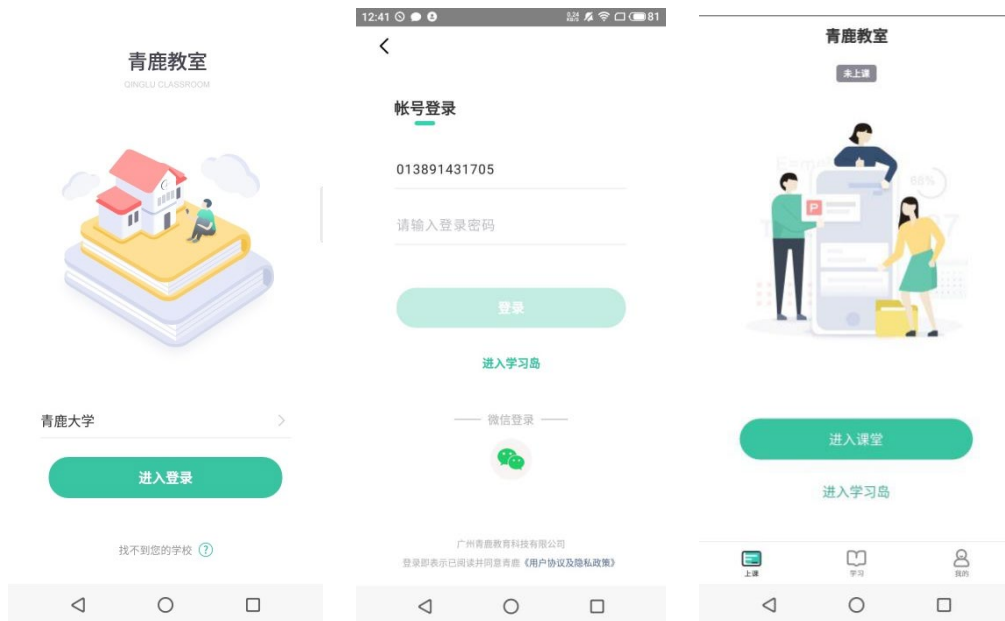 青鹿教室
QINGLU CLASSROOM
青鹿大学
进入登录
找不到您的学校 ?
12:41
81
帐号登录
013891431705
请输入登录密码
登录
进入学习岛
微信登录
广州青鹿教育科技有限公司
登录即表示已阅读并同意青鹿《用户协议及隐私政策》
青鹿教室
未上课
P
88%
进入课堂
进入学习岛
上课
学习
我的